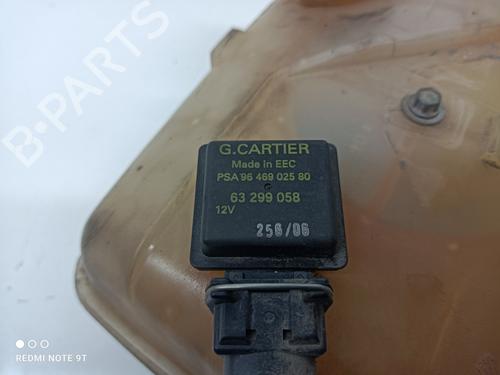 B-PARTS
G.CARTIER
Made in EEC
PSA 96 469 025 80
63 299 058
12V
256/06
REDMI NOTE 9T